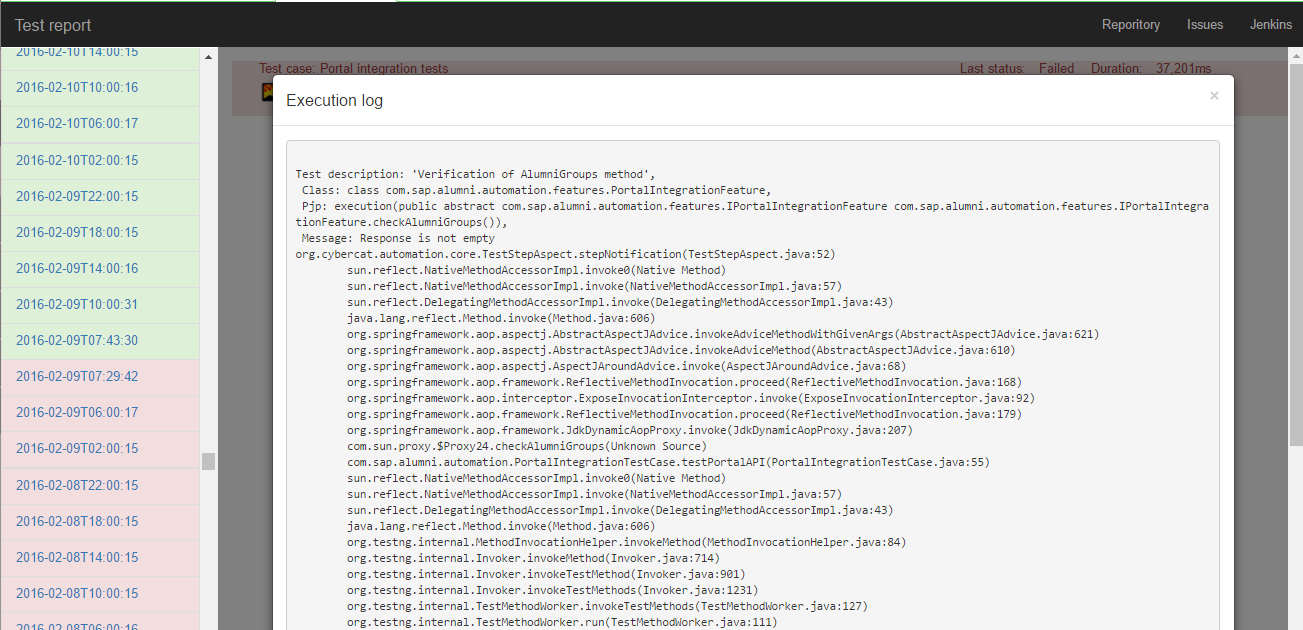 Test report
Reporitory Issues Jenkins
2016-02-10T14:00:15
2016-02-10T10:00:16
2016-02-10T06:00:17
2016-02-10T02:00:15
2016-02-09T22:00:15
2016-02-09T18:00:15
2016-02-09T14:00:16
2016-02-09T10:00:31
2016-02-09T07:43:30
2016-02-09T07:29:42
2016-02-09T06:00:17
2016-02-09T02:00:15
2016-02-08T22:00:15
2016-02-08T18:00:15
2016-02-08T14:00:15
2016-02-08T10:00:15
2016-02-08T06:00:16
Test case: Portal integration tests Last status: Failed Duration: 37,201ms
Execution log ×
Test description: 'Verification of AlumniGroups method',
Class: class com.sap.alumni.automation.features.PortalIntegrationFeature,
Pjp: execution(public abstract com.sap.alumni.automation.features.IPortalIntegrationFeature com.sap.alumni.automation.features.IPortalIntegra
tionFeature.checkAlumniGroups()),
Message: Response is not empty
org.cybercat.automation.core.TestStepAspect.stepNotification(TestStepAspect.java:52)
sun.reflect.NativeMethodAccessorImpl.invoke0(Native Method)
sun.reflect.NativeMethodAccessorImpl.invoke(NativeMethodAccessorImpl.java:57)
sun.reflect.DelegatingMethodAccessorImpl.invoke(DelegatingMethodAccessorImpl.java:43)
java.lang.reflect.Method.invoke(Method.java:606)
org.springframework.aop.aspectj.AbstractAspectJAdvice.invokeAdviceMethodWithGivenArgs(AbstractAspectJAdvice.java:621)
org.springframework.aop.aspectj.AbstractAspectJAdvice.invokeAdviceMethod(AbstractAspectJAdvice.java:610)
org.springframework.aop.aspectj.AspectJAroundAdvice.invoke(AspectJAroundAdvice.java:68)
org.springframework.aop.framework.ReflectiveMethodInvocation.proceed(ReflectiveMethodInvocation.java:168)
org.springframework.aop.interceptor.ExposeInvocationInterceptor.invoke(ExposeInvocationInterceptor.java:92)
org.springframework.aop.framework.ReflectiveMethodInvocation.proceed(ReflectiveMethodInvocation.java:179)
org.springframework.aop.framework.JdkDynamicAopProxy.invoke(JdkDynamicAopProxy.java:207)
com.sun.proxy.$Proxy24.checkAlumniGroups(Unknown Source)
com.sap.alumni.automation.PortalIntegrationTestCase.testPortalAPI(PortalIntegrationTestCase.java:55)
sun.reflect.NativeMethodAccessorImpl.invoke0(Native Method)
sun.reflect.NativeMethodAccessorImpl.invoke(NativeMethodAccessorImpl.java:57)
sun.reflect.DelegatingMethodAccessorImpl.invoke(DelegatingMethodAccessorImpl.java:43)
java.lang.reflect.Method.invoke(Method.java:606)
org.testng.internal.MethodInvocationHelper.invokeMethod(MethodInvocationHelper.java:84)
org.testng.internal.Invoker.invokeMethod(Invoker.java:714)
org.testng.internal.Invoker.invokeTestMethod(Invoker.java:901)
org.testng.internal.Invoker.invokeTestMethods(Invoker.java:1231)
org.testng.internal.TestMethodWorker.invokeTestMethods(TestMethodWorker.java:127)
org.testng.internal.TestMethodWorker.run(TestMethodWorker.java:111)